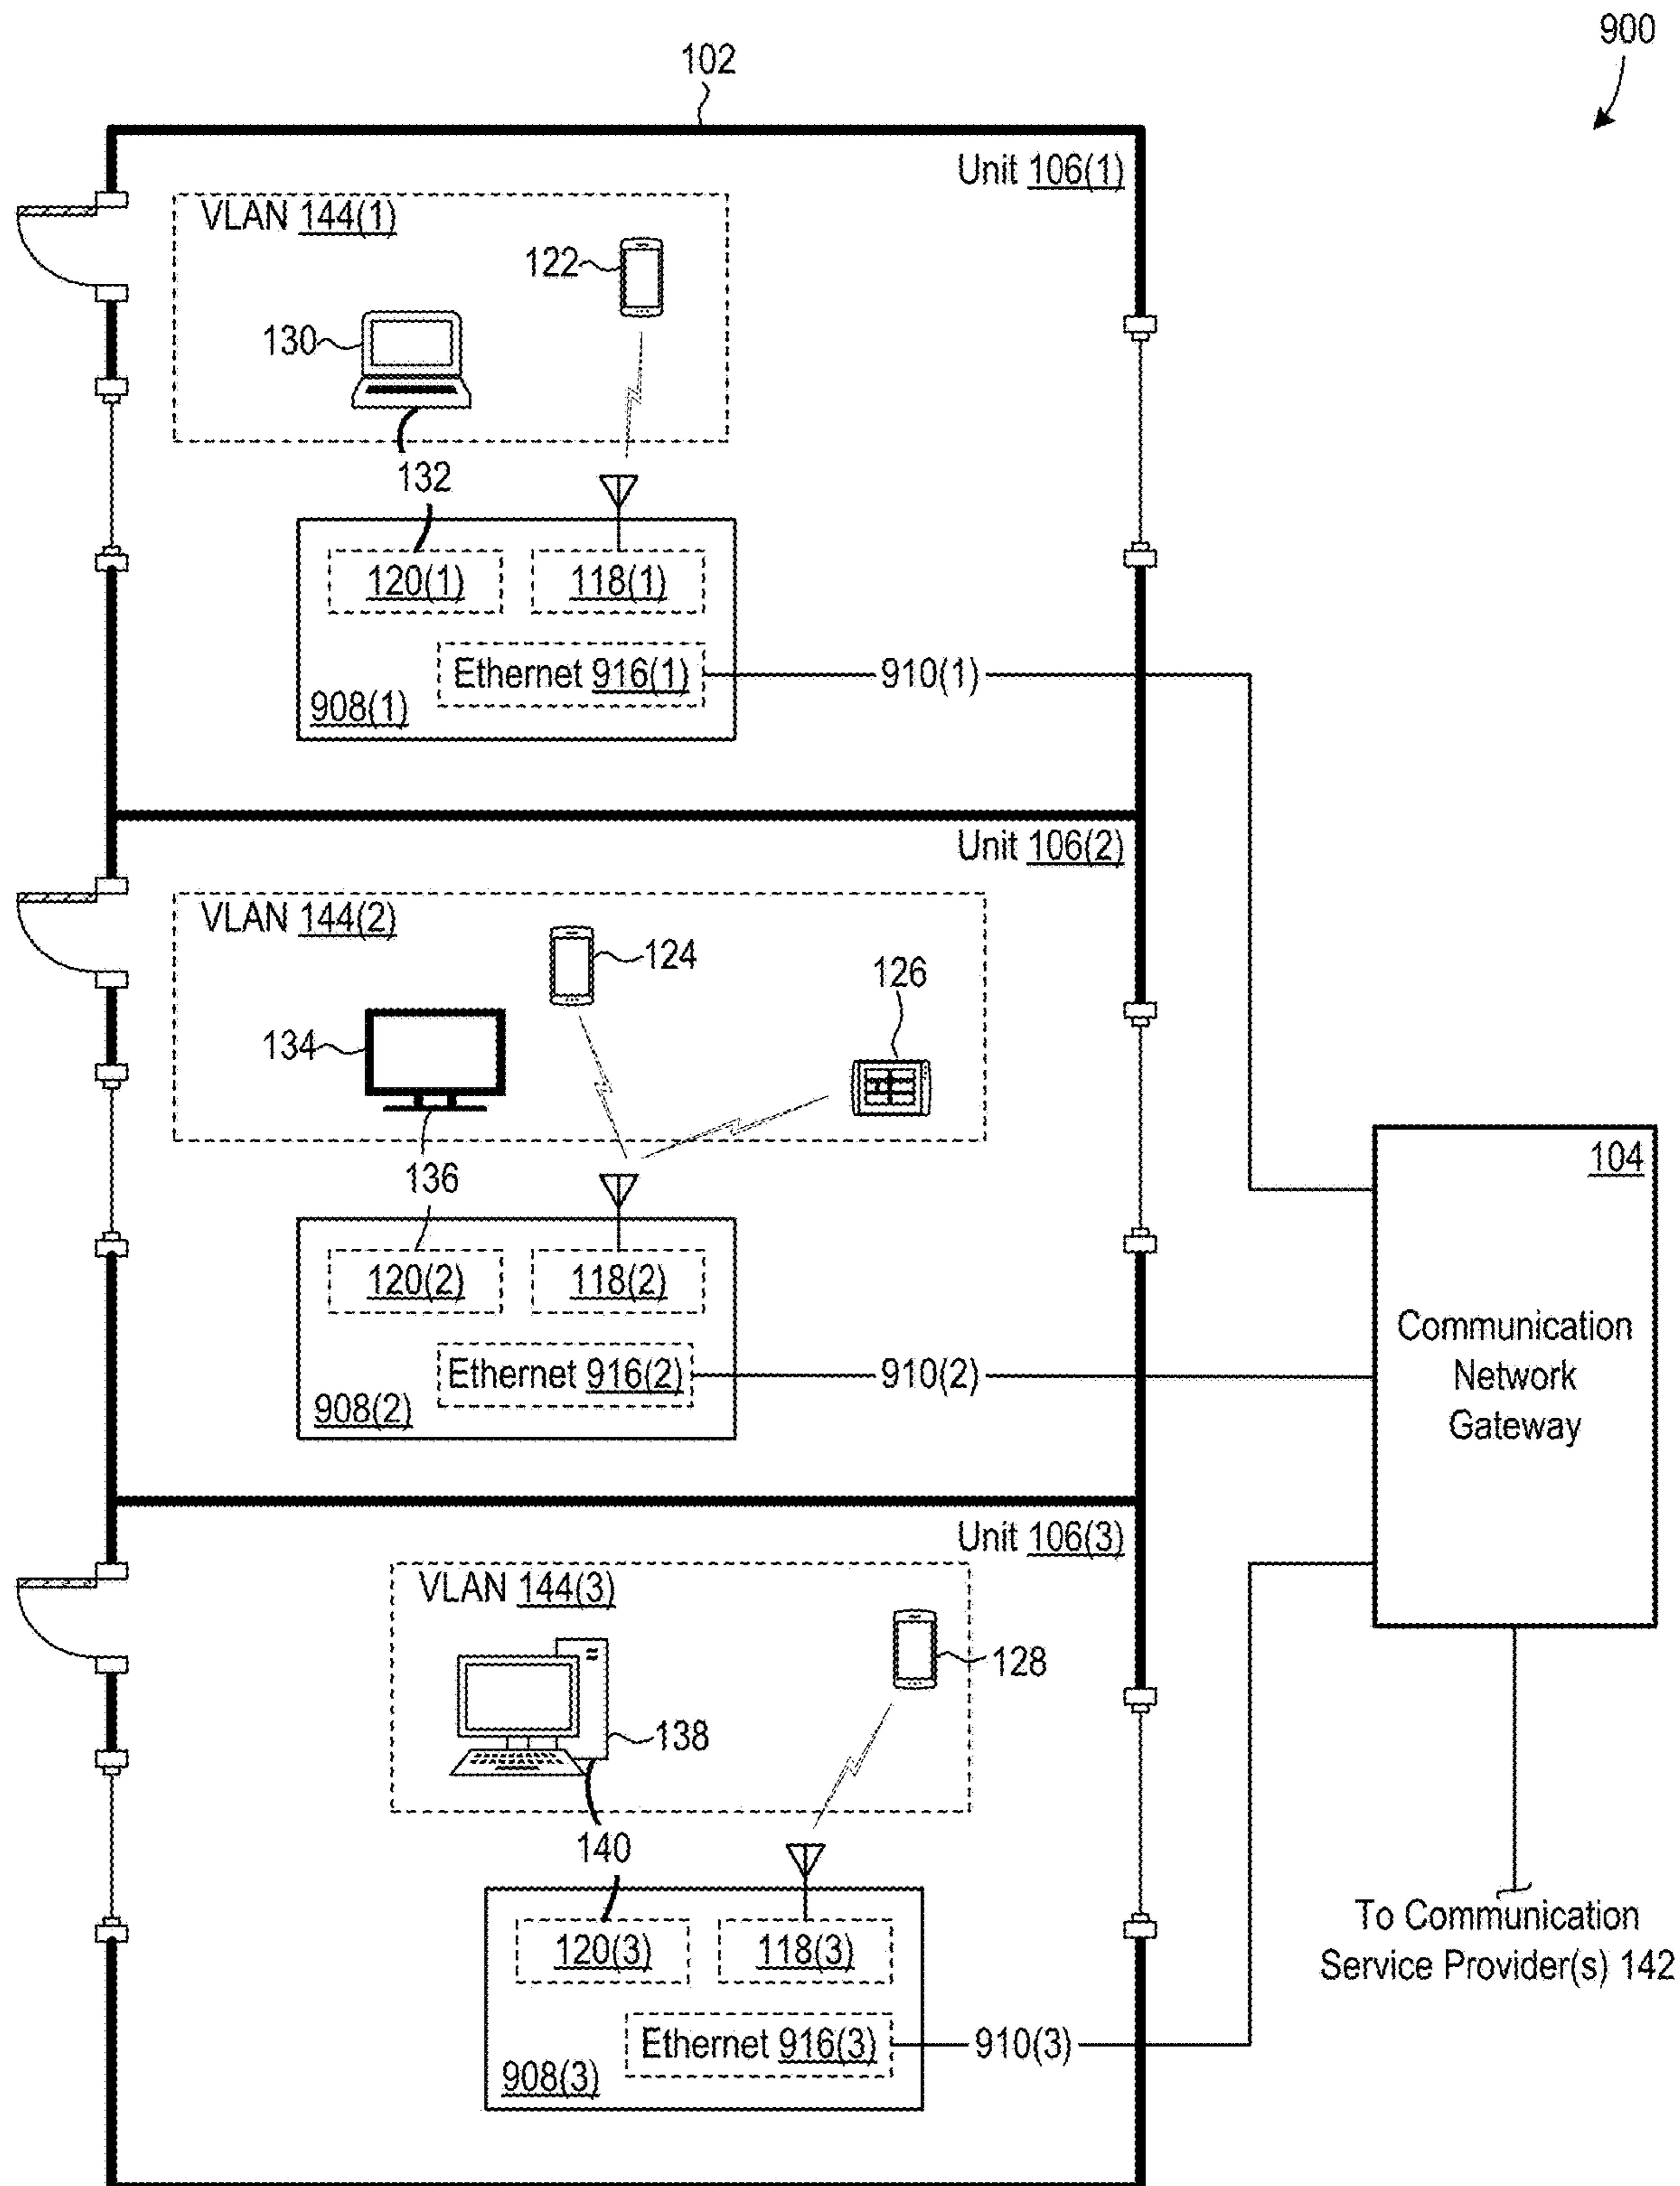 900
102
Unit 106(1)
VLAN 144(1)
122
130
132
120(1)
118(1)
Ethernet 916(1)
910(1)
908(1)
Unit 106(2)
VLAN 144(2)
124
126
134
136
104
120(2)
118(2)
Communication
Network
Gateway
Ethernet 916(2)
910(2)
908(2)
Unit 106(3)
VLAN 144(3)
128
138
140
To Communication
Service Provider(s) 142
120(3)
118(3)
Ethernet 916(3)
910(3)
908(3)